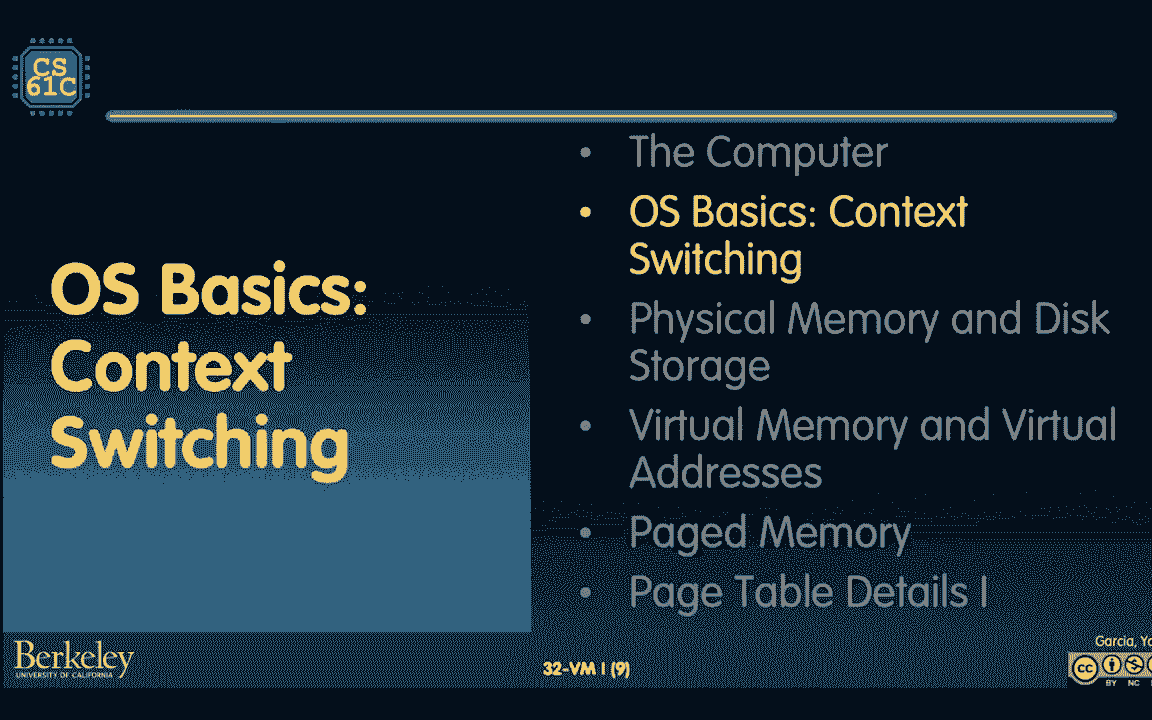 CS
61C
OS Basics:
Context
Switching
• The Computer
• OS Basics: Context
Switching
• Physical Memory and Disk
Storage
• Virtual Memory and Virtual
Addresses
• Paged Memory
• Page Table Details I
Berkeley
UNIVERSITY OF CALIFORNIA
32-VM I (9)
Garcia, Yo
cc
BY NC